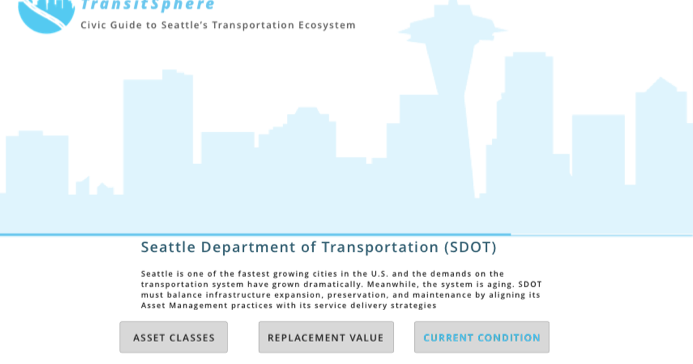 TransitSphere
Civic Guide to Seattle's Transportation Ecosystem
Seattle Department of Transportation (SDOT)
Seattle is one of the fastest growing cities in the U.S. and the demands on the
transportation system have grown dramatically. Meanwhile, the system is aging. SDOT
must balance infrastructure expansion, preservation, and maintenance by aligning its
Asset Management practices with its service delivery strategies
ASSET CLASSES
REPLACEMENT VALUE
CURRENT CONDITION